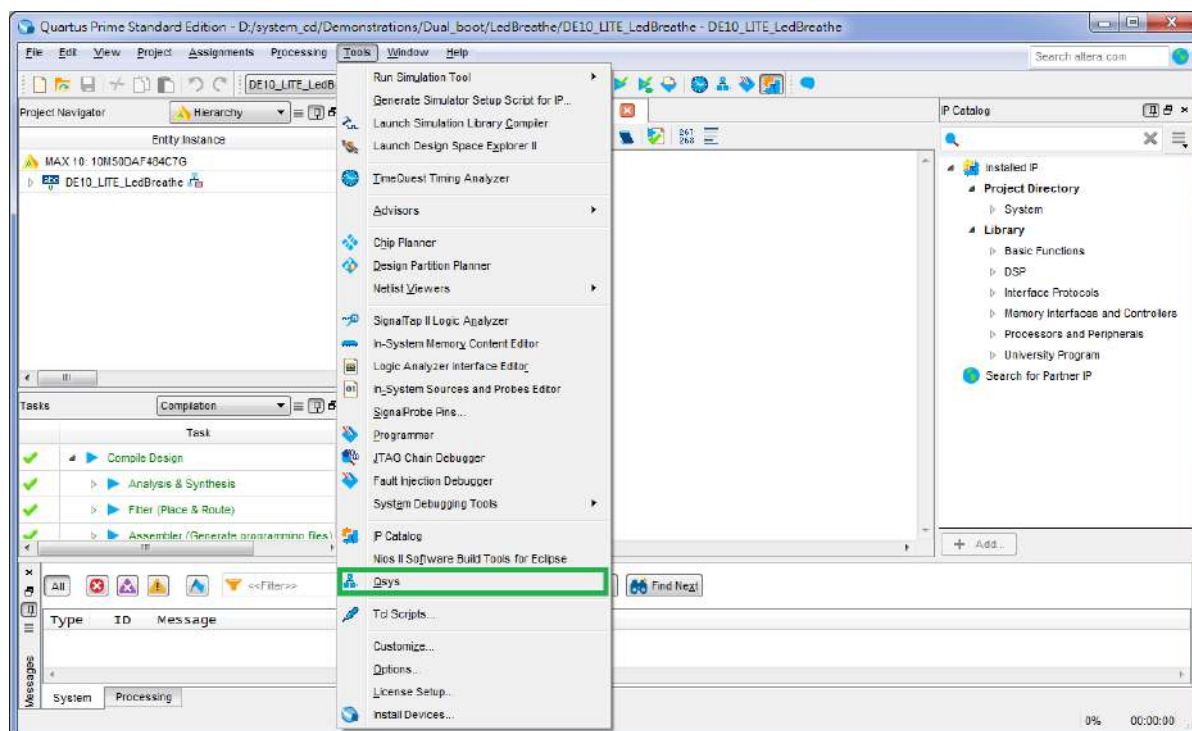 Quartus Prime Standard Edition - D:/system_cd/Demonstrations/Dual_boot/LedBreathe/DE10_LITE_LedBreathe - DE10_LITE_LedBreathe
File Edit View Project Assignments Processing Tools Window Help
Search altera.com
DE10_LITE_LedB
Project Navigator
Hierarchy
Entity:Instance
MAX 10: 10M50DAF484C7G
DE10_LITE_LedBreathe
Tasks
Compilation
Task
Compile Design
Analysis & Synthesis
Fitter (Place & Route)
Assembler (Generate programming files)
Run Simulation Tool
Generate Simulator Setup Script for IP...
Launch Simulation Library Compiler
Launch Design Space Explorer II
TimeQuest Timing Analyzer
Advisors
Chip Planner
Design Partition Planner
Netlist Viewers
SignalTap II Logic Analyzer
In-System Memory Content Editor
Logic Analyzer Interface Editor
In-System Sources and Probes Editor
SignalProbe Pins...
Programmer
JTAG Chain Debugger
Fault Injection Debugger
System Debugging Tools
IP Catalog
Nios II Software Build Tools for Eclipse
Qsys
Tcl Scripts...
Customize...
Options...
License Setup...
Install Devices...
267
268
IP Catalog
Installed IP
Project Directory
System
Library
Basic Functions
DSP
Interface Protocols
Memory Interfaces and Controllers
Processors and Peripherals
University Program
Search for Partner IP
+ Add...
All
<<Filter>>
Find Next
Type ID Message
Messages
System Processing
0% 00:00:00